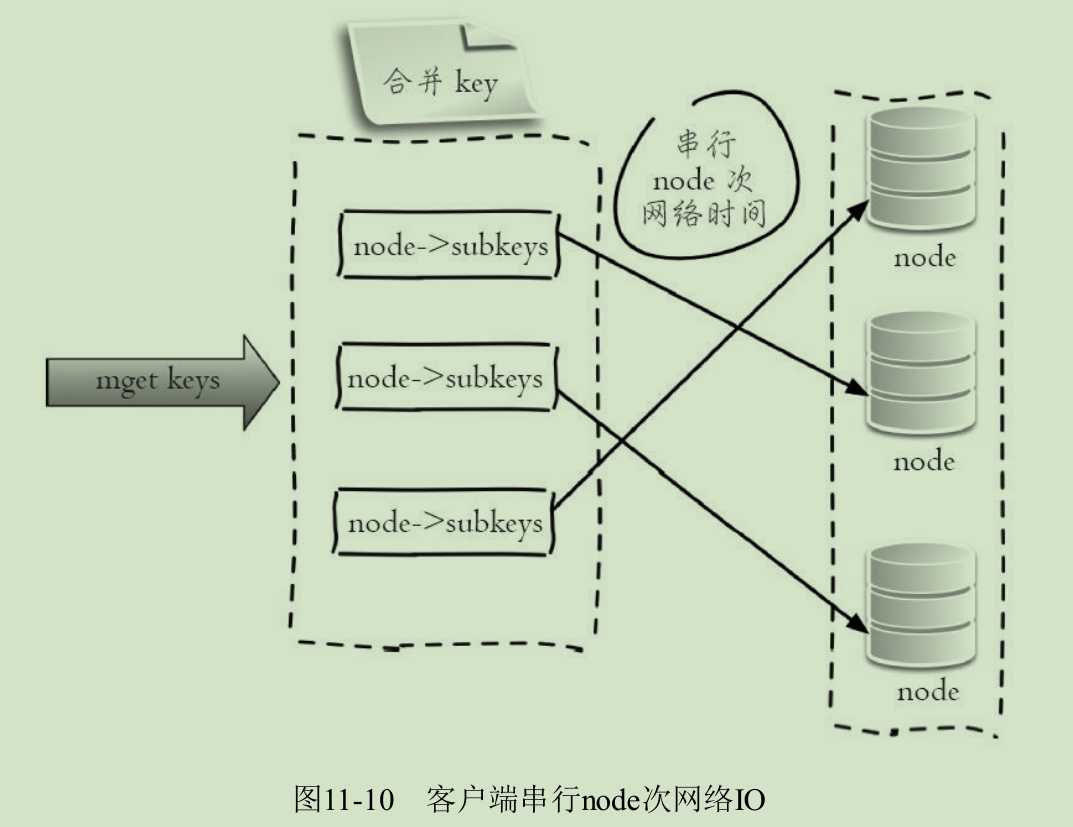 合并 key
串行
node 次
网络时间
node->subkeys
node
mget keys
node->subkeys
node
node->subkeys
node
图11-10 客户端串行node次网络IO